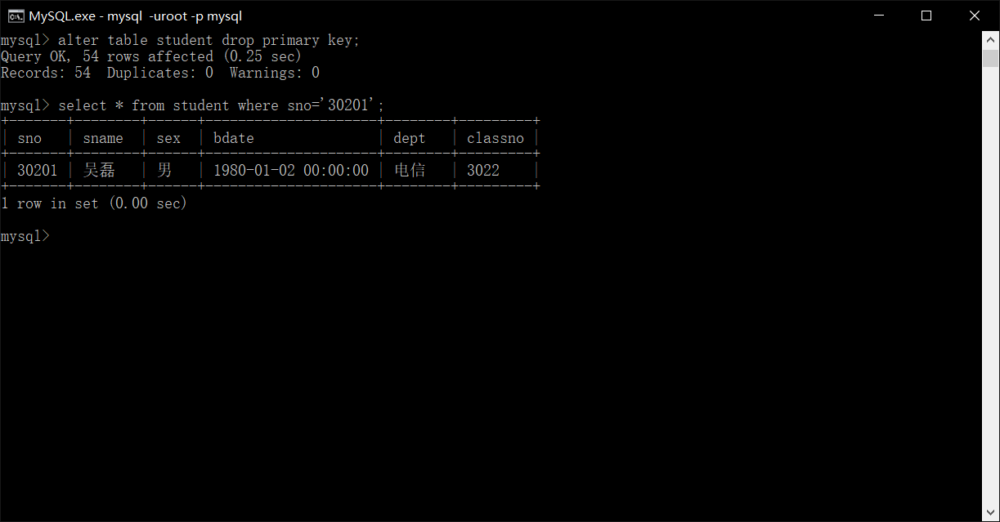 MySQL.exe - mysql  -uroot -p mysql
mysql> alter table student drop primary key;
Query OK, 54 rows affected (0.25 sec)
Records: 54  Duplicates: 0  Warnings: 0
mysql> select * from student where sno='30201';
+-------+--------+------+---------------------+--------+---------+
| sno   | sname  | sex  | bdate               | dept   | classno |
+-------+--------+------+---------------------+--------+---------+
| 30201 | 吴磊   | 男   | 1980-01-02 00:00:00 | 电信   | 3022    |
+-------+--------+------+---------------------+--------+---------+
1 row in set (0.00 sec)
mysql>